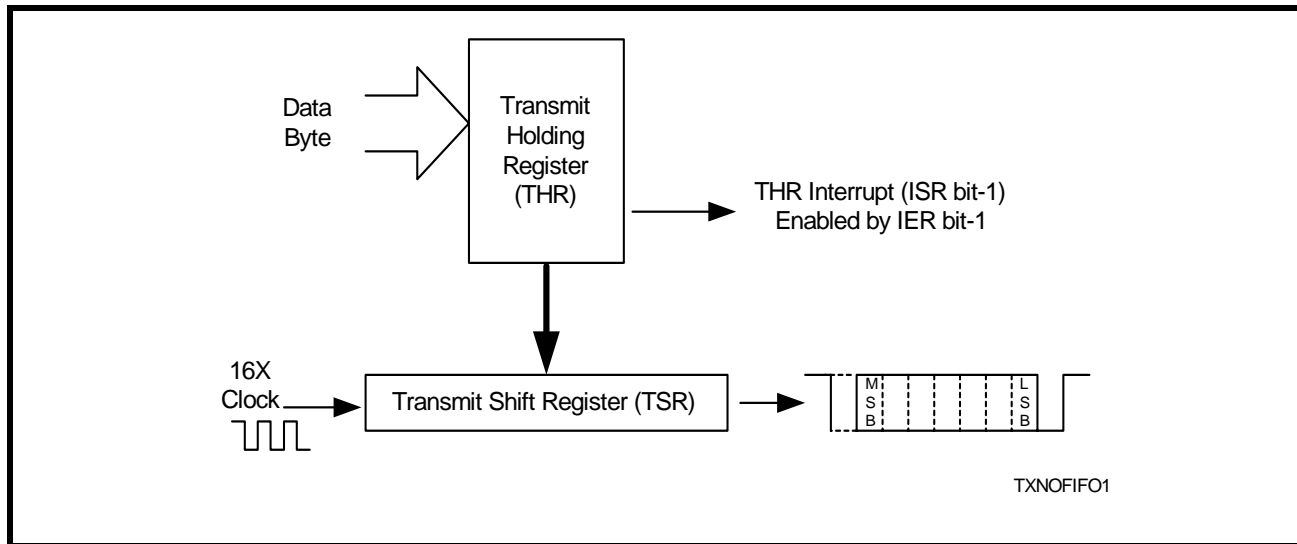 Data
Byte
Transmit
Holding
Register
(THR)
THR Interrupt (ISR bit-1)
Enabled by IER bit-1
16X
Clock
Transmit Shift Register (TSR)
M
S
B
L
S
B
TXNOFIFO1